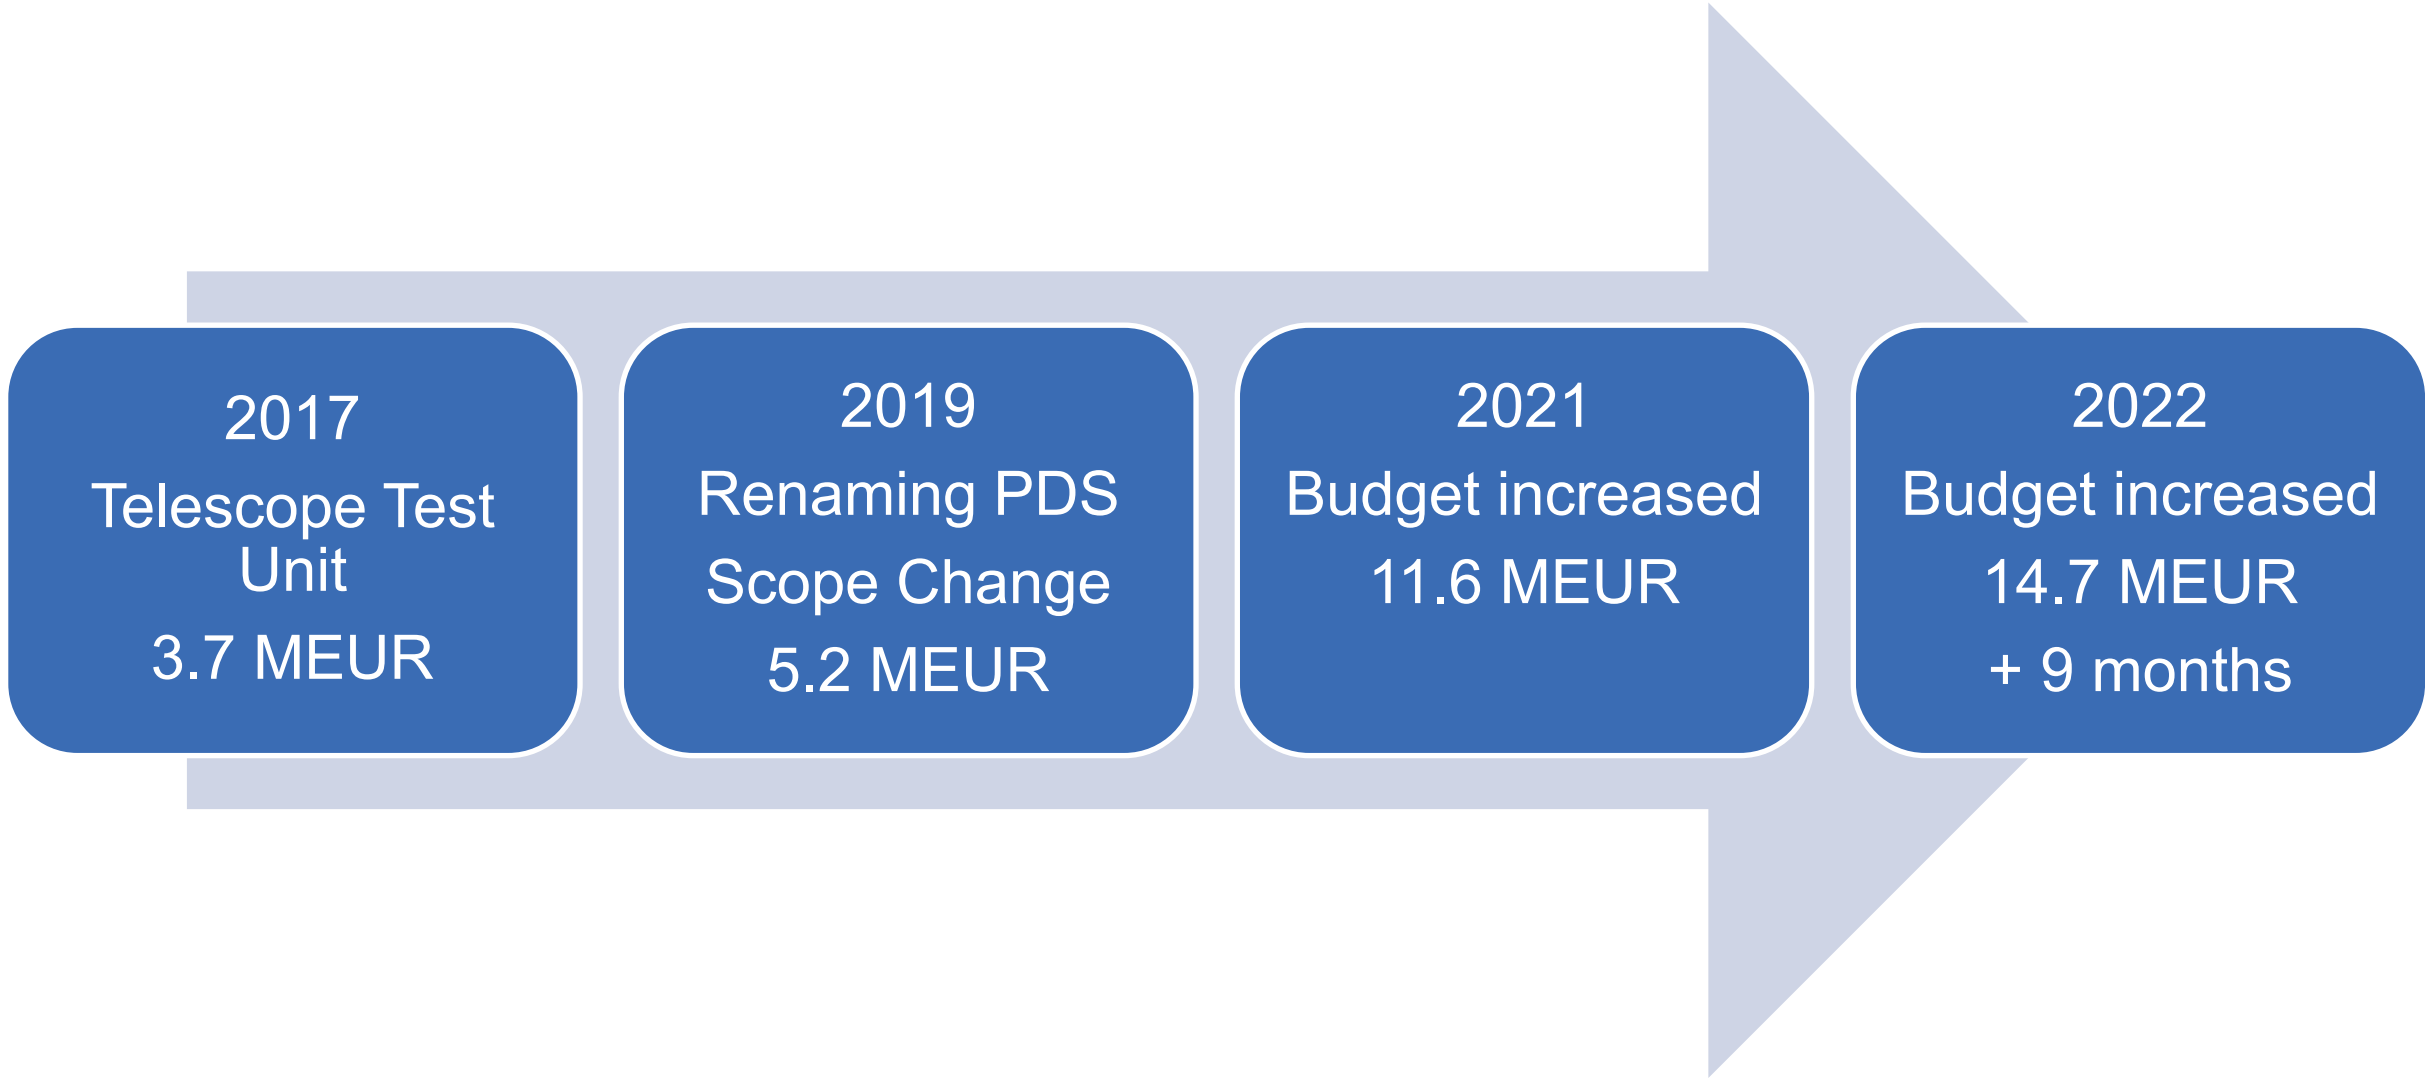 2017
Telescope Test
Unit
3.7 MEUR
2019
Renaming PDS
Scope Change
5.2 MEUR
2021
Budget increased
11.6 MEUR
2022
Budget increased
14.7 MEUR
+ 9 months